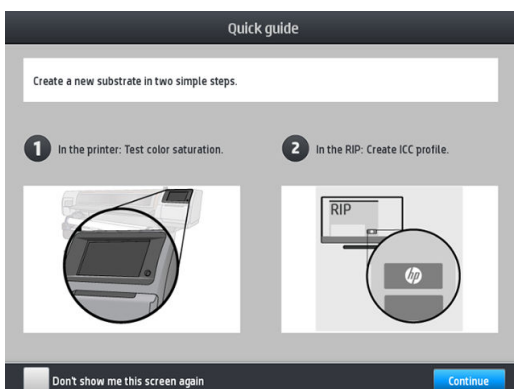 Quick guide
Create a new substrate in two simple steps.
1 In the printer: Test color saturation.
2 In the RIP: Create ICC profile.
RIP
hp
Don't show me this screen again
Continue